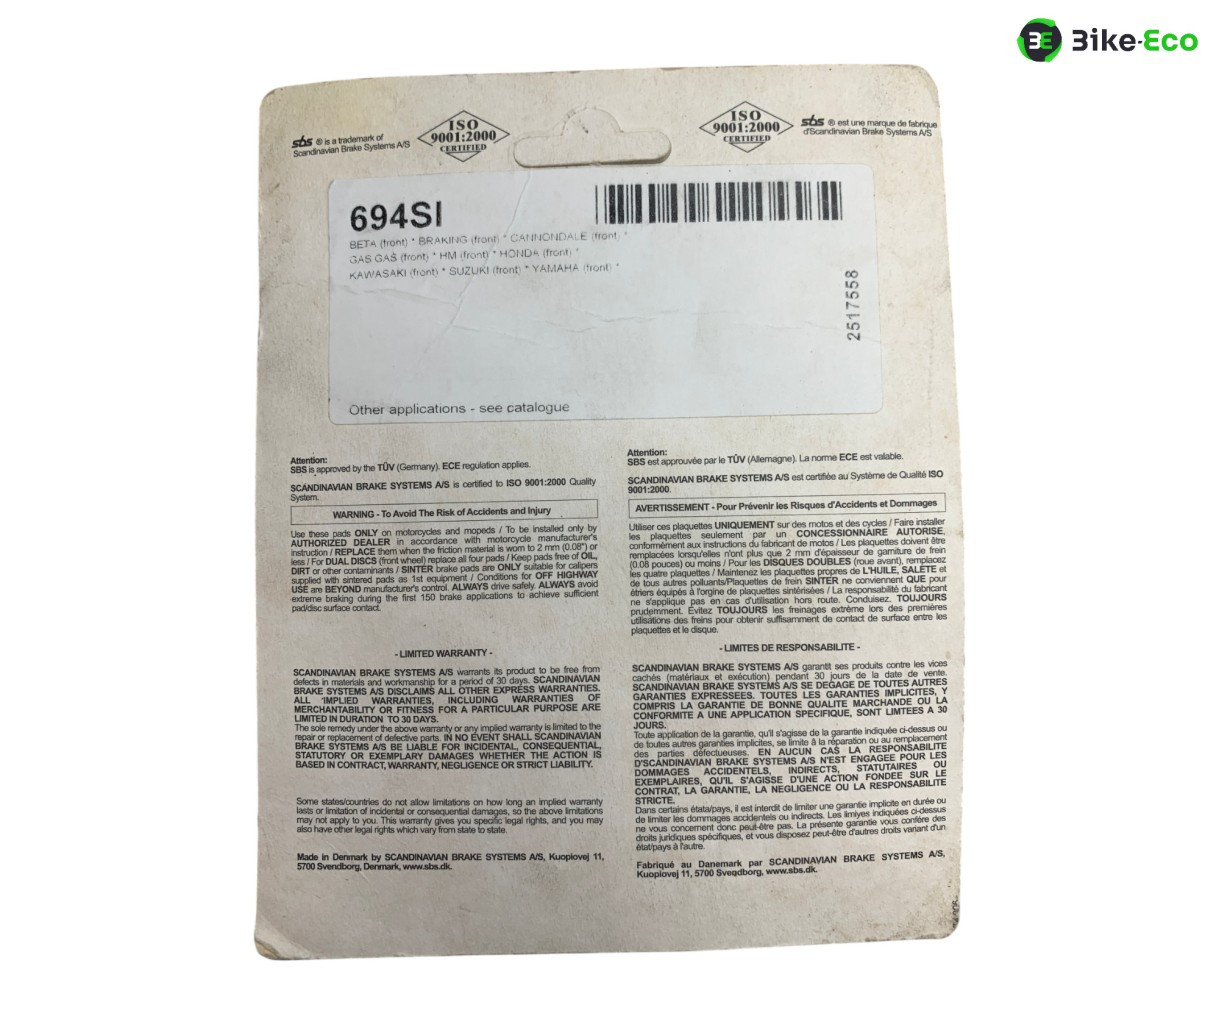 Bike-Eco
sbs ® is a trademark of
Scandinavian Brake Systems A/S
ISO
9001:2000
CERTIFIED
ISO
9001:2000
CERTIFIED
sbs ® est une marque de fabrique
d'Scandinavian Brake Systems A/S
694SI
BETA (front) * BRAKING (front) * CANNONDALE (front) *
GAS GAS (front) * HM (front) * HONDA (front) *
KAWASAKI (front) * SUZUKI (front) * YAMAHA (front) *
2517558
Other applications - see catalogue
Attention:
SBS is approved by the TÜV (Germany). ECE regulation applies.
SCANDINAVIAN BRAKE SYSTEMS A/S is certified to ISO 9001:2000 Quality
System.
WARNING - To Avoid The Risk of Accidents and Injury
Use these pads ONLY on motorcycles and mopeds / To be installed only by
AUTHORIZED DEALER in accordance with motorcycle manufacturer's
instruction / REPLACE them when the friction material is worn to 2 mm (0.08") or
less / For DUAL DISCS (front wheel) replace all four pads / Keep pads free of OIL,
DIRT or other contaminants / SINTER brake pads are ONLY suitable for calipers
supplied with sintered pads as 1st equipment / Conditions for OFF HIGHWAY
USE are BEYOND manufacturer's control. ALWAYS drive safely. ALWAYS avoid
extreme braking during the first 150 brake applications to achieve sufficient
pad/disc surface contact.
- LIMITED WARRANTY -
SCANDINAVIAN BRAKE SYSTEMS A/S warrants its product to be free from
defects in materials and workmanship for a period of 30 days. SCANDINAVIAN
BRAKE SYSTEMS A/S DISCLAIMS ALL OTHER EXPRESS WARRANTIES.
ALL IMPLIED WARRANTIES, INCLUDING WARRANTIES OF
MERCHANTABILITY OR FITNESS FOR A PARTICULAR PURPOSE ARE
LIMITED IN DURATION TO 30 DAYS.
The sole remedy under the above warranty or any implied warranty is limited to the
repair or replacement of defective parts. IN NO EVENT SHALL SCANDINAVIAN
BRAKE SYSTEMS A/S BE LIABLE FOR INCIDENTAL, CONSEQUENTIAL,
STATUTORY OR EXEMPLARY DAMAGES WHETHER THE ACTION IS
BASED IN CONTRACT, WARRANTY, NEGLIGENCE OR STRICT LIABILITY.
Some states/countries do not allow limitations on how long an implied warranty
lasts or limitation of incidental or consequential damages, so the above limitations
may not apply to you. This warranty gives you specific legal rights, and you may
also have other legal rights which vary from state to state.
Made in Denmark by SCANDINAVIAN BRAKE SYSTEMS A/S, Kuopiovej 11,
5700 Svendborg, Denmark, www.sbs.dk.
Attention:
SBS est approuvée par le TÜV (Allemagne). La norme ECE est valable.
SCANDINAVIAN BRAKE SYSTEMS A/S est certifiée au Système de Qualité ISO
9001:2000.
AVERTISSEMENT - Pour Prévenir les Risques d'Accidents et Dommages
Utiliser ces plaquettes UNIQUEMENT sur des motos et des cycles / Faire installer
les plaquettes seulement par un CONCESSIONNAIRE AUTORISE,
conformément aux instructions du fabricant de motos / Les plaquettes doivent être
remplacées lorsqu'elles n'ont plus que 2 mm d'épaisseur de garniture de frein
(0.08 pouces) ou moins / Pour les DISQUES DOUBLES (roue avant), remplacez
les quatre plaquettes / Maintenez les plaquettes propres de L'HUILE, SALETE et
de tous autres polluants/Plaquettes de frein SINTER ne conviennent QUE pour
étriers équipés à l'orgine de plaquettes sintérisées / La responsabilité du fabricant
ne s'applique pas en cas d'utilisation hors route. Conduisez. TOUJOURS
prudemment. Evitez TOUJOURS les freinages extrême lors des premières
utilisations des freins pour obtenir suffisamment de contact de surface entre les
plaquettes et le disque.
- LIMITES DE RESPONSABILITE -
SCANDINAVIAN BRAKE SYSTEMS A/S garantit ses produits contre les vices
cachés (matériaux et exécution) pendant 30 jours de la date de vente.
SCANDINAVIAN BRAKE SYSTEMS A/S SE DEGAGE DE TOUTES AUTRES
GARANTIES EXPRESSEES. TOUTES LES GARANTIES IMPLICITES, Y
COMPRIS LA GARANTIE DE BONNE QUALITE MARCHANDE OU LA
CONFORMITE A UNE APPLICATION SPECIFIQUE, SONT LIMTEES A 30
JOURS.
Toute application de la garantie, qu'il s'agisse de la garantie indiquée ci-dessus ou
de toutes autres garanties implicites, se limite à la réparation ou au remplacement
des parties défectueuses. EN AUCUN CAS LA RESPONSABILITE
D'SCANDINAVIAN BRAKE SYSTEMS A/S N'EST ENGAGEE POUR LES
DOMMAGES ACCIDENTELS, INDIRECTS, STATUTAIRES OU
EXEMPLAIRES, QU'IL S'AGISSE D'UNE ACTION FONDEE SUR LE
CONTRAT, LA GARANTIE, LA NEGLIGENCE OU LA RESPONSABILITE
STRICTE.
Dans certains états/pays, il est interdit de limiter une garantie implicite en durée ou
de limiter les dommages accidentels ou indirects. Les limiyes indiquées ci-dessus
ne vous concernent donc peut-être pas. La présente garantie vous confère des
droits juridiques spécifiques, et vous disposez peut-être d'autres droits variant d'un
état/pays à l'autre.
Fabriqué au Danemark par SCANDINAVIAN BRAKE SYSTEMS A/S,
Kuopiovej 11, 5700 Svendborg, www.sbs.dk.